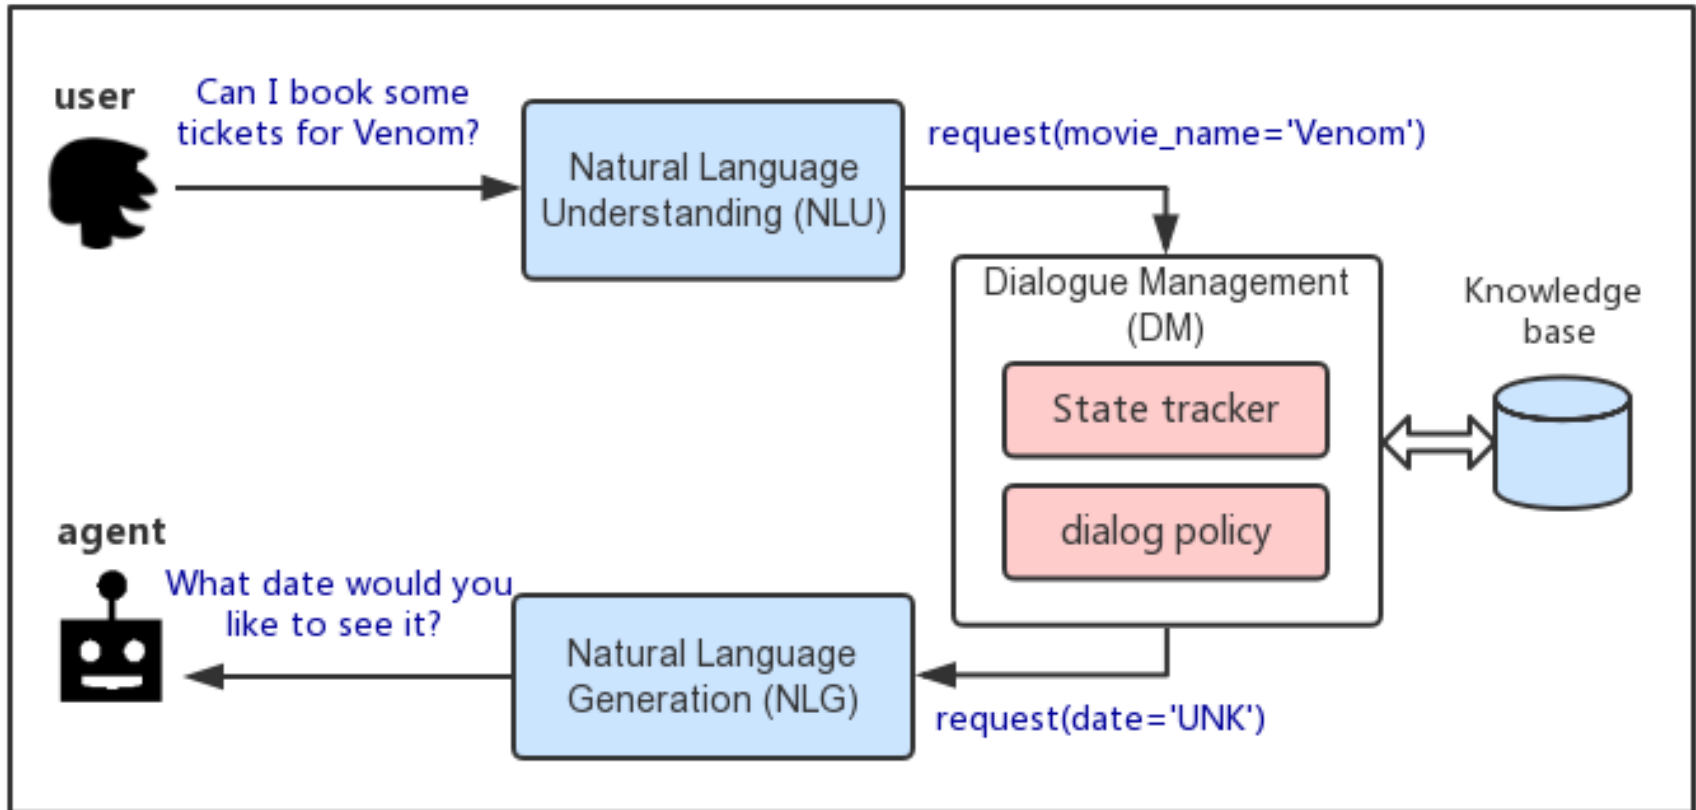 user
Can I book some
tickets for Venom?
Natural Language
Understanding (NLU)
request(movie_name='Venom')
Dialogue Management
(DM)
State tracker
dialog policy
Knowledge
base
agent
What date would you
like to see it?
Natural Language
Generation (NLG)
request(date='UNK')